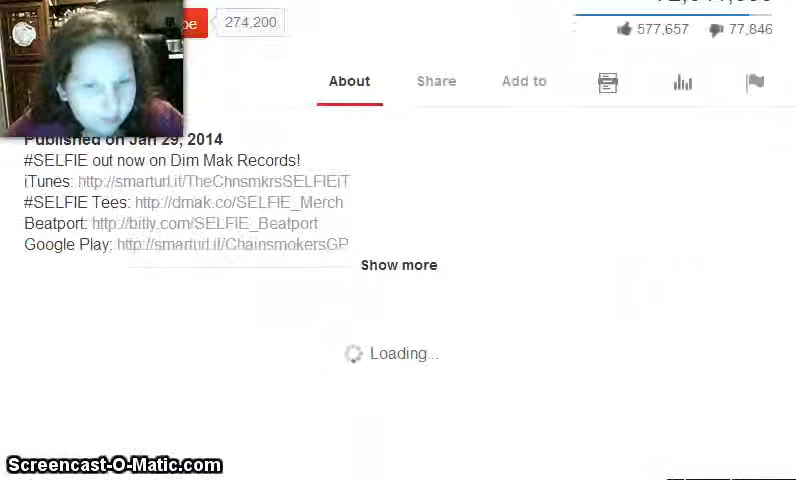 274,200
577,657 77,846
About Share Add to
Published on Jan 29, 2014
#SELFIE out now on Dim Mak Records!
iTunes: http://smarturl.it/TheChnsmkrsSELFIEiT
#SELFIE Tees: http://dmak.co/SELFIE_Merch
Beatport: http://bitly.com/SELFIE_Beatport
Google Play: http://smarturl.it/ChainsmokersGP
Show more
Loading...
Screencast-O-Matic.com